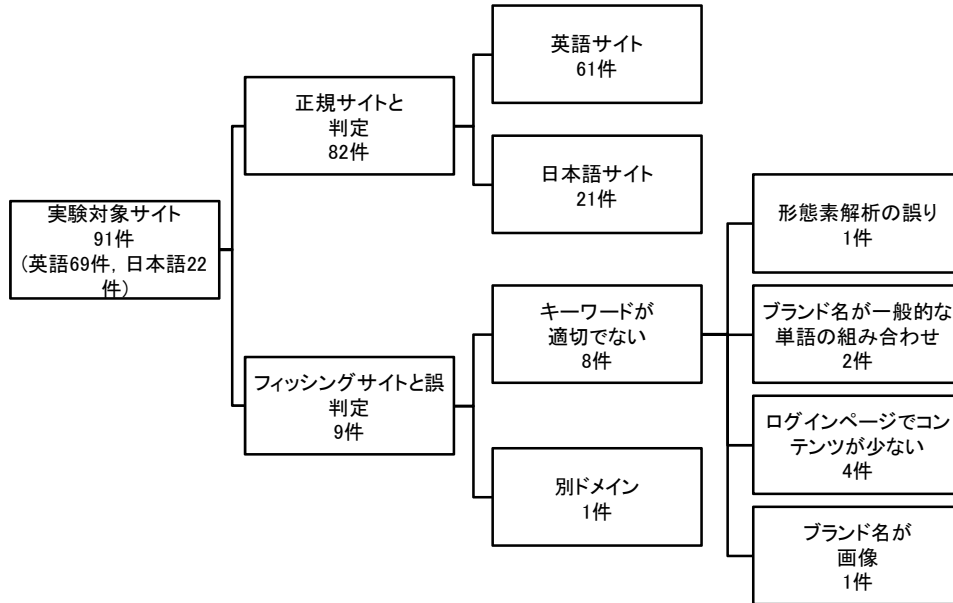 実験対象サイト
91件
(英語69件, 日本語22
件)
正規サイトと
判定
82件
フィッシングサイトと誤
判定
9件
英語サイト
61件
日本語サイト
21件
キーワードが
適切でない
8件
別ドメイン
1件
形態素解析の誤り
1件
ブランド名が一般的な
単語の組み合わせ
2件
ログインページでコン
テンツが少ない
4件
ブランド名が
画像
1件